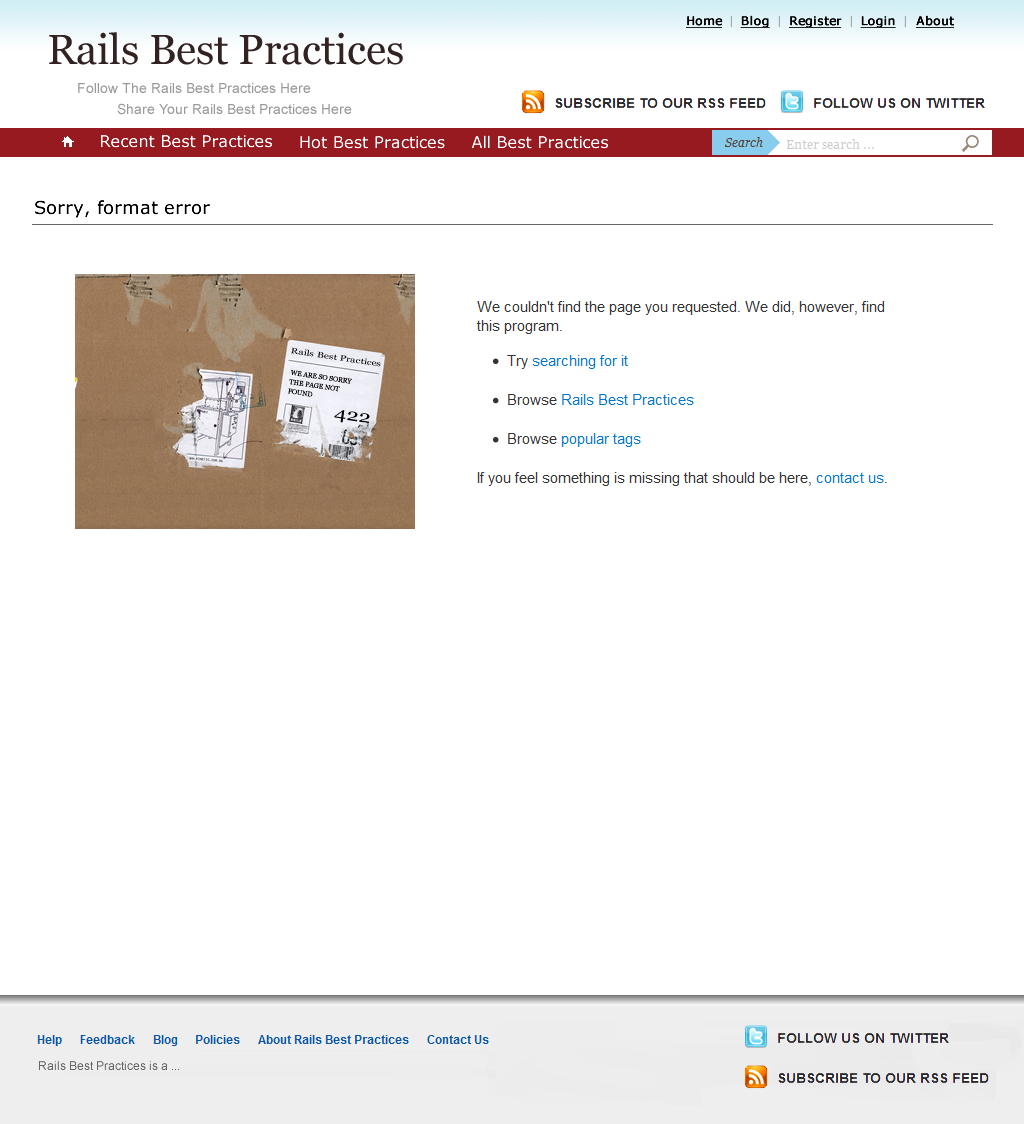 Home | Blog | Register | Login | About
Rails Best Practices
Follow The Rails Best Practices Here
Share Your Rails Best Practices Here
SUBSCRIBE TO OUR RSS FEED
FOLLOW US ON TWITTER
Recent Best Practices
Hot Best Practices
All Best Practices
Search
Enter search ...
Sorry, format error
Rails Best Practices
WE ARE SO SORRY
THE PAGE NOT
FOUND
422
We couldn't find the page you requested. We did, however, find
this program.
Try searching for it
Browse Rails Best Practices
Browse popular tags
If you feel something is missing that should be here, contact us.
Help Feedback Blog Policies About Rails Best Practices Contact Us
Rails Best Practices is a ...
FOLLOW US ON TWITTER
SUBSCRIBE TO OUR RSS FEED